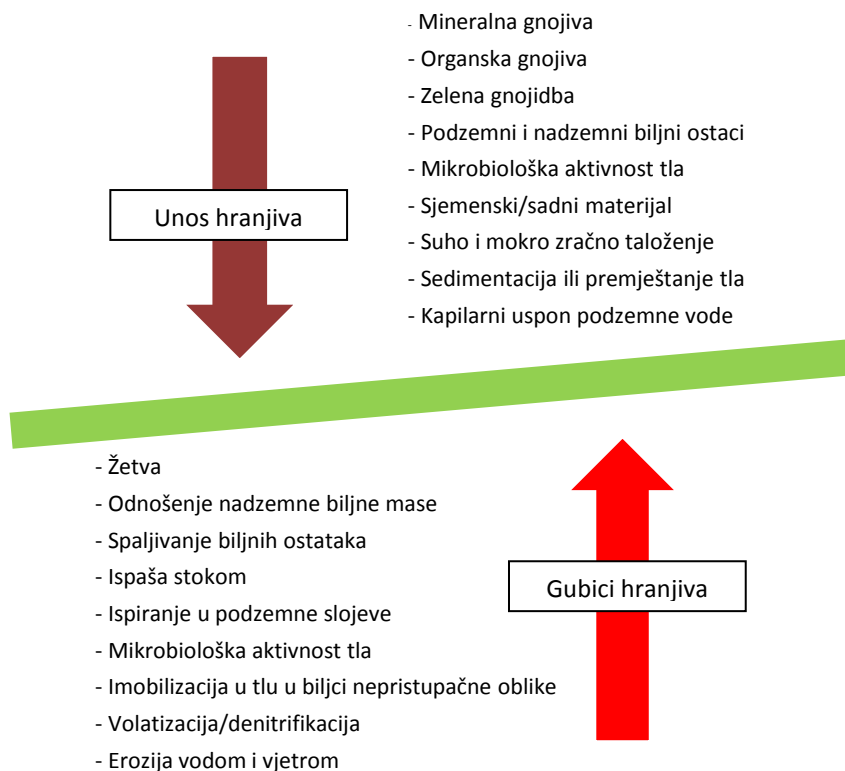 - Mineralna gnojiva
- Organska gnojiva
- Zelena gnojidba
- Podzemni i nadzemni biljni ostaci
- Mikrobiološka aktivnost tla
- Sjemenski/sadni materijal
- Suho i mokro zračno taloženje
- Sedimentacija ili premještanje tla
- Kapilarni uspon podzemne vode
Unos hranjiva
- Žetva
- Odnošenje nadzemne biljne mase
- Spaljivanje biljnih ostataka
- Ispaša stokom
- Ispiranje u podzemne slojeve
- Mikrobiološka aktivnost tla
- Imobilizacija u tlu u biljci nepristupačne oblike
- Volatizacija/denitrifikacija
- Erozija vodom i vjetrom
Gubici hranjiva